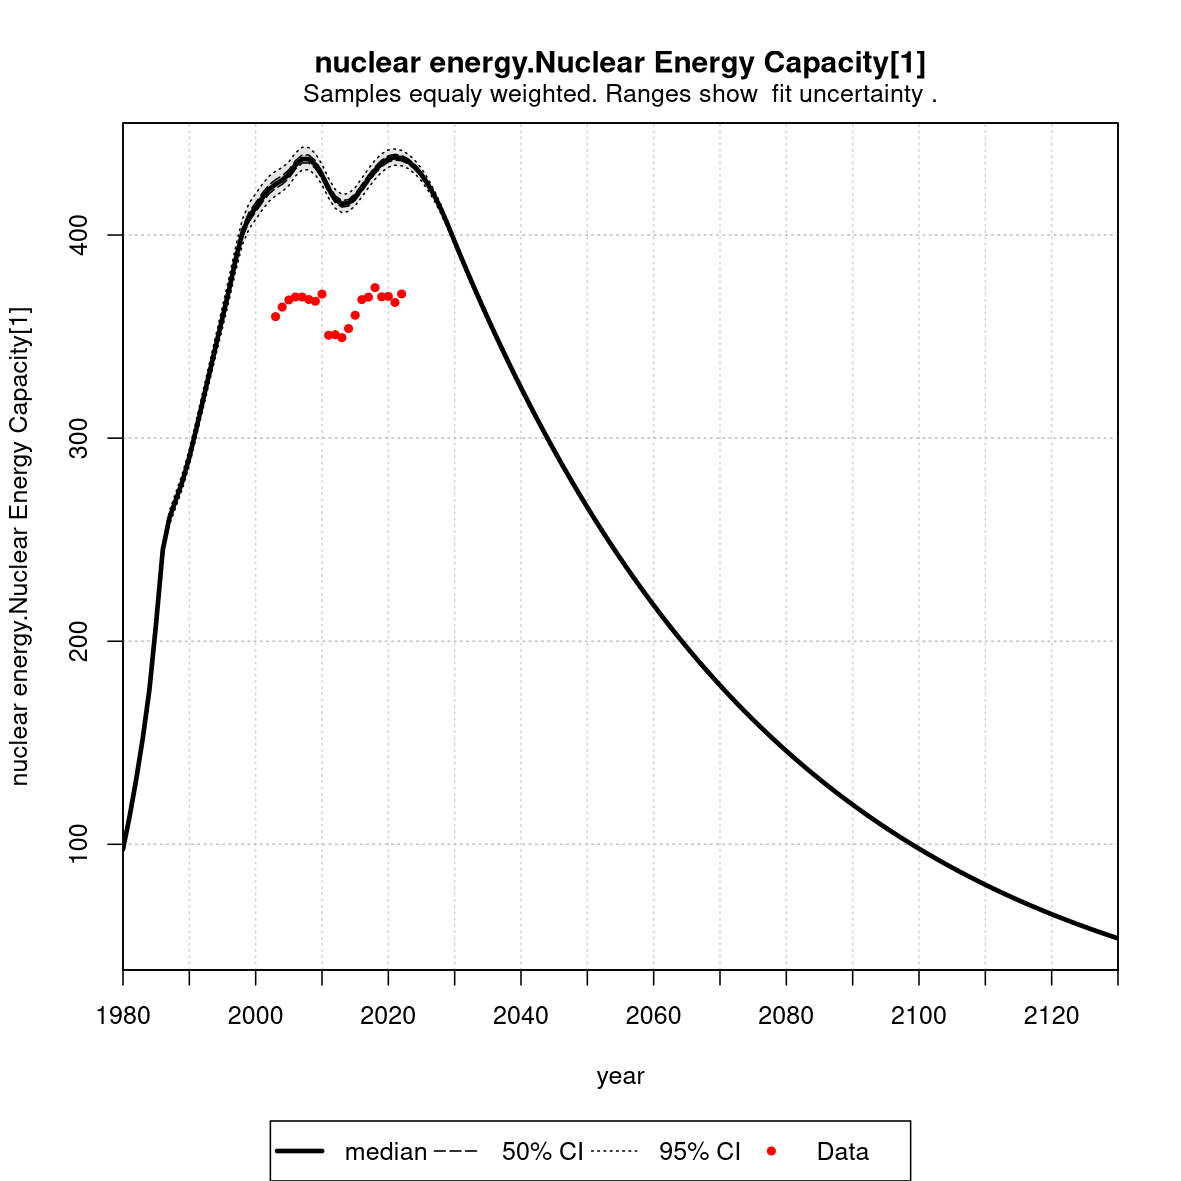 nuclear energy.Nuclear Energy Capacity[1]
Samples equaly weighted. Ranges show  fit uncertainty .
nuclear energy.Nuclear Energy Capacity[1]
400
300
200
100
1980 2000 2020 2040 2060 2080 2100 2120
year
median 50% CI 95% CI Data